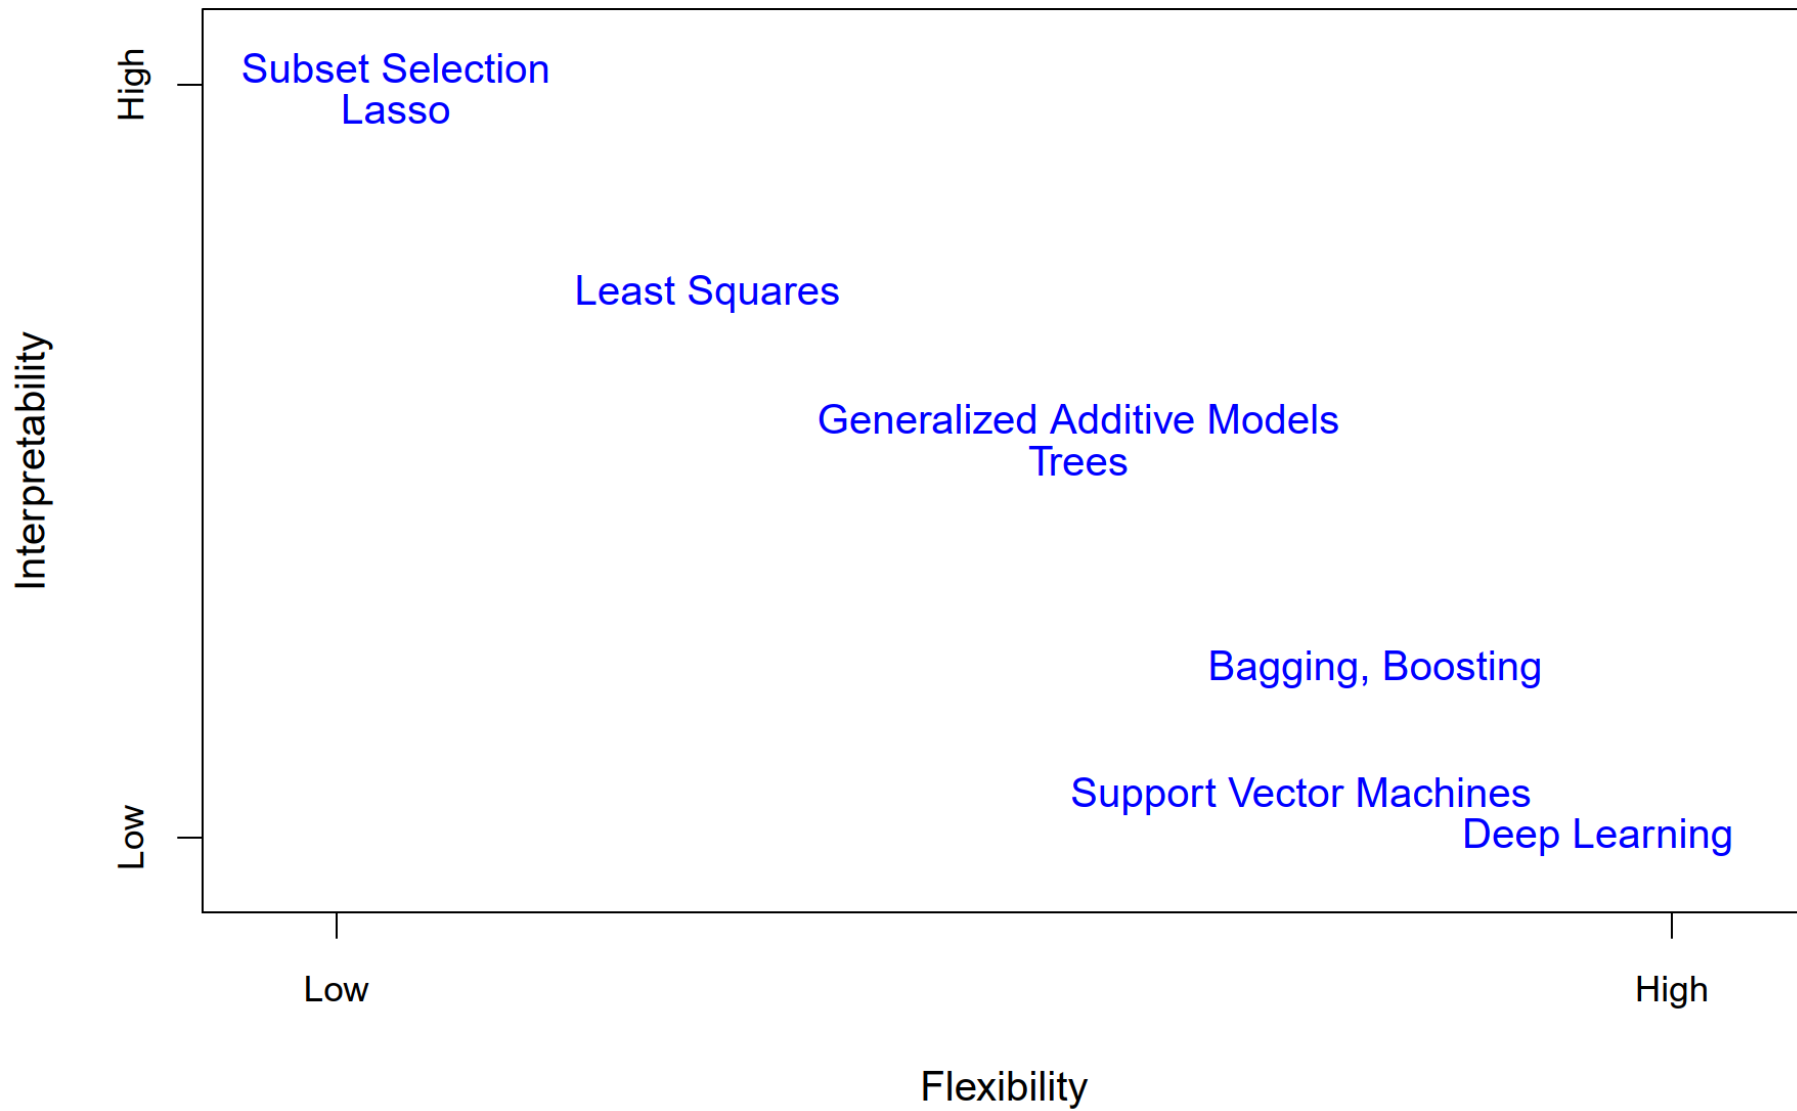 High
Subset Selection
Lasso
Least Squares
Interpretability
Generalized Additive Models
Trees
Bagging, Boosting
Support Vector Machines
Low
Deep Learning
Low
High
Flexibility